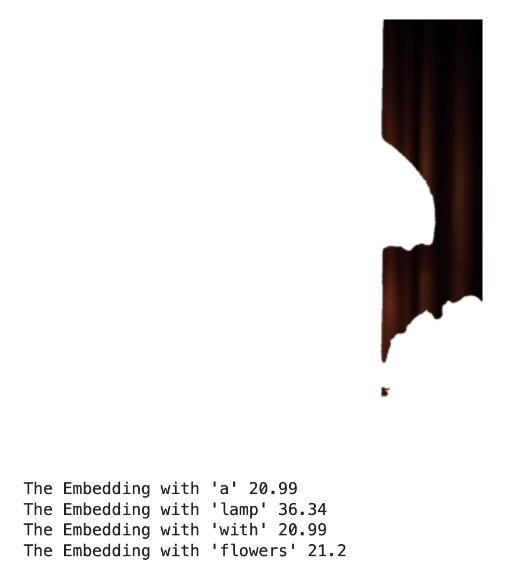 The Embedding with 'a' 20.99
The Embedding with 'lamp' 36.34
The Embedding with 'with' 20.99
The Embedding with 'flowers' 21.2